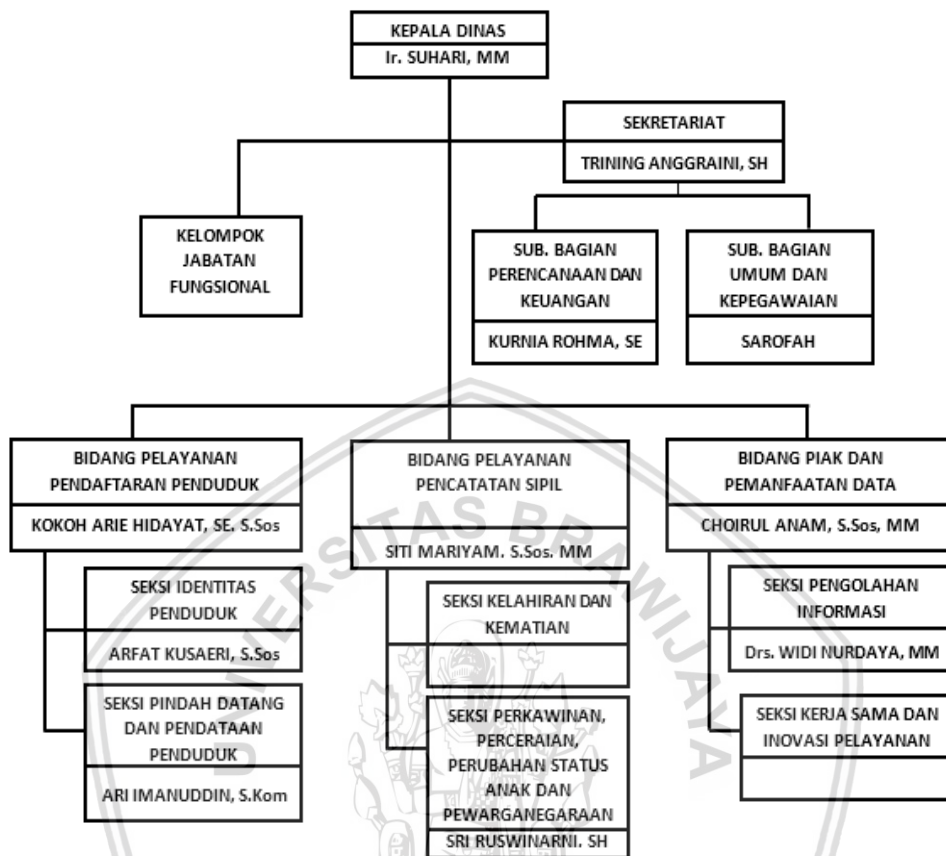 KEPALA DINAS
Ir. SUHARI, MM
SEKRETARIAT
TRINING ANGGRAINI, SH
KELOMPOK
JABATAN
FUNGSIONAL
SUB. BAGIAN
PERENCANAAN DAN
KEUANGAN
KURNIA ROHMA, SE
SUB. BAGIAN
UMUM DAN
KEPEGAWAIAN
SAROFAH
BIDANG PELAYANAN
PENDAFTARAN PENDUDUK
KOKOH ARIE HIDAYAT, SE. S.Sos
SEKSI IDENTITAS
PENDUDUK
ARFAT KUSAERI, S.Sos
SEKSI PINDAH DATANG
DAN PENDATAAN
PENDUDUK
ARI IMANUDDIN, S.Kom
BIDANG PELAYANAN
PENCATATAN SIPIL
SITI MARIYAM. S.Sos. MM
SEKSI KELAHIRAN DAN
KEMATIAN
SEKSI PERKAWINAN,
PERCERAIAN,
PERUBAHAN STATUS
ANAK DAN
PEWARGANEGARAAN
SRI RUSWINARNI. SH
BIDANG PIAK DAN
PEMANFAATAN DATA
CHOIRUL ANAM, S.Sos, MM
SEKSI PENGOLAHAN
INFORMASI
Drs. WIDI NURDAYA, MM
SEKSI KERJA SAMA DAN
INOVASI PELAYANAN
UNIVERSITAS BRAWIJAYA